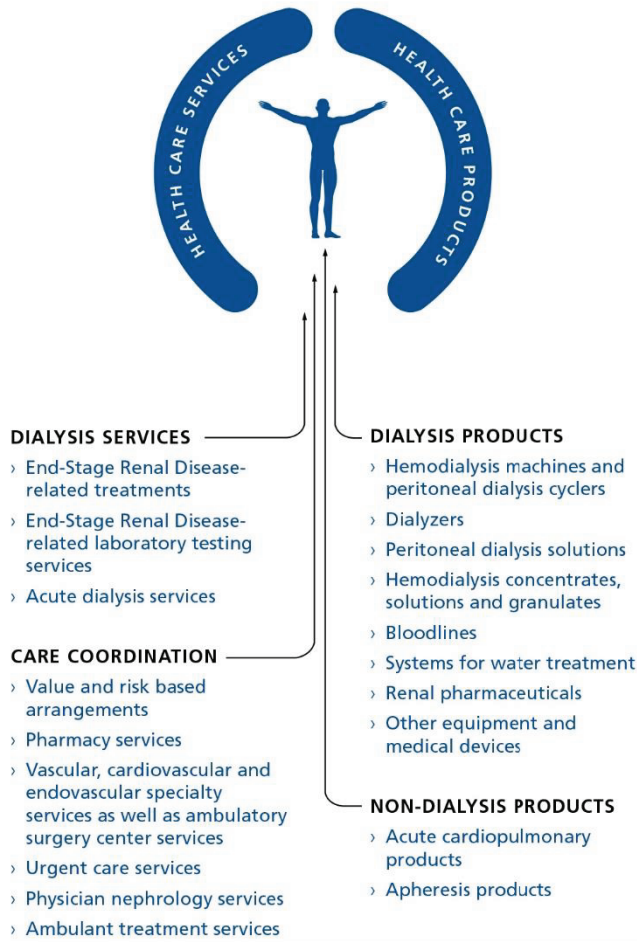 HEALTH CARE SERVICES
HEALTH CARE PRODUCTS
DIALYSIS SERVICES
› End-Stage Renal Disease-
related treatments
› End-Stage Renal Disease-
related laboratory testing
services
› Acute dialysis services
CARE COORDINATION
› Value and risk based
arrangements
› Pharmacy services
› Vascular, cardiovascular and
endovascular specialty
services as well as ambulatory
surgery center services
› Urgent care services
› Physician nephrology services
› Ambulant treatment services
DIALYSIS PRODUCTS
› Hemodialysis machines and
peritoneal dialysis cyclers
› Dialyzers
› Peritoneal dialysis solutions
› Hemodialysis concentrates,
solutions and granulates
› Bloodlines
› Systems for water treatment
› Renal pharmaceuticals
› Other equipment and
medical devices
NON-DIALYSIS PRODUCTS
› Acute cardiopulmonary
products
› Apheresis products